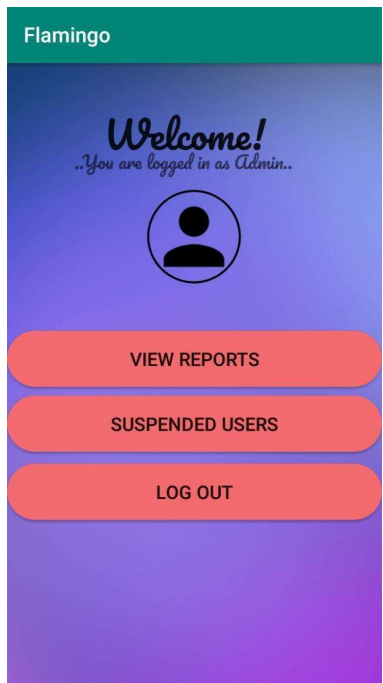 Flamingo
Welcome!
..You are logged in as Admin..
VIEW REPORTS
SUSPENDED USERS
LOG OUT